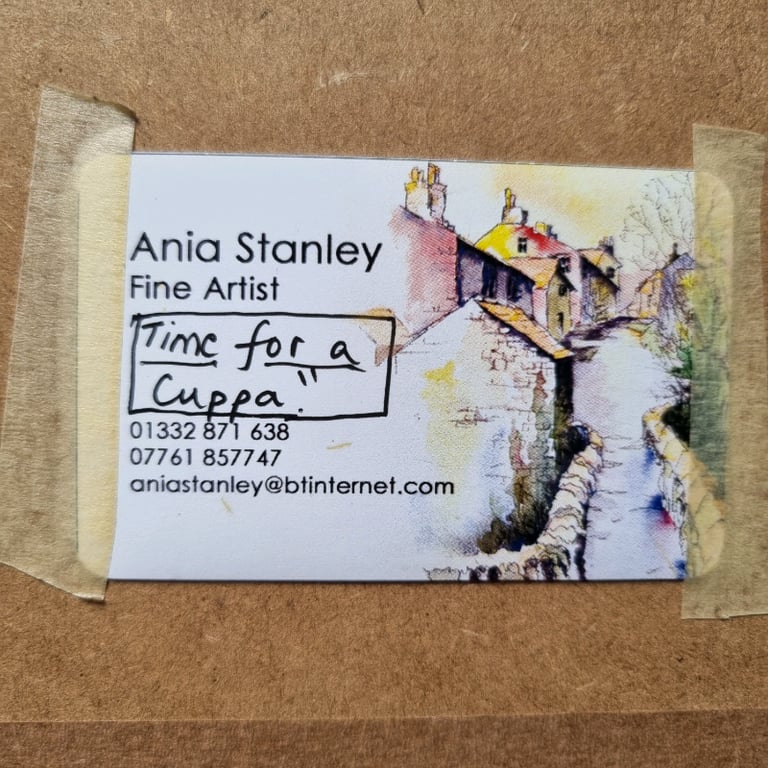 Ania Stanley
Fine Artist
"Time for a
Cuppa."
01332 871 638
07761 857747
aniastanley@btinternet.com